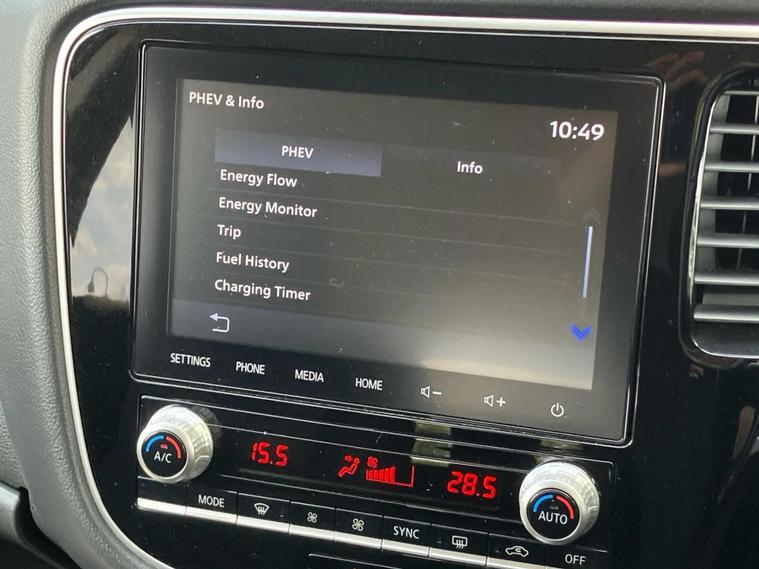 PHEV & Info
10:49
PHEV Info
Energy Flow
Energy Monitor
Trip
Fuel History
Charging Timer
SETTINGS PHONE MEDIA HOME - +
A/C 15.5 28.5 AUTO
MODE SYNC OFF